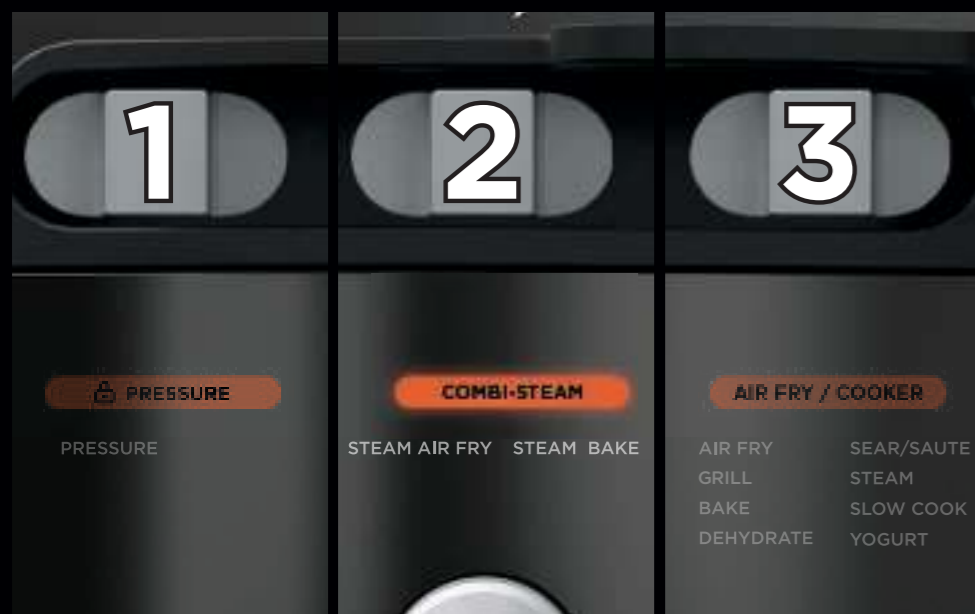 1 2 3
PRESSURE COMBI-STEAM AIR FRY / COOKER
PRESSURE STEAM AIR FRY STEAM BAKE AIR FRY SEAR/SAUTE
GRILL STEAM
BAKE SLOW COOK
DEHYDRATE YOGURT